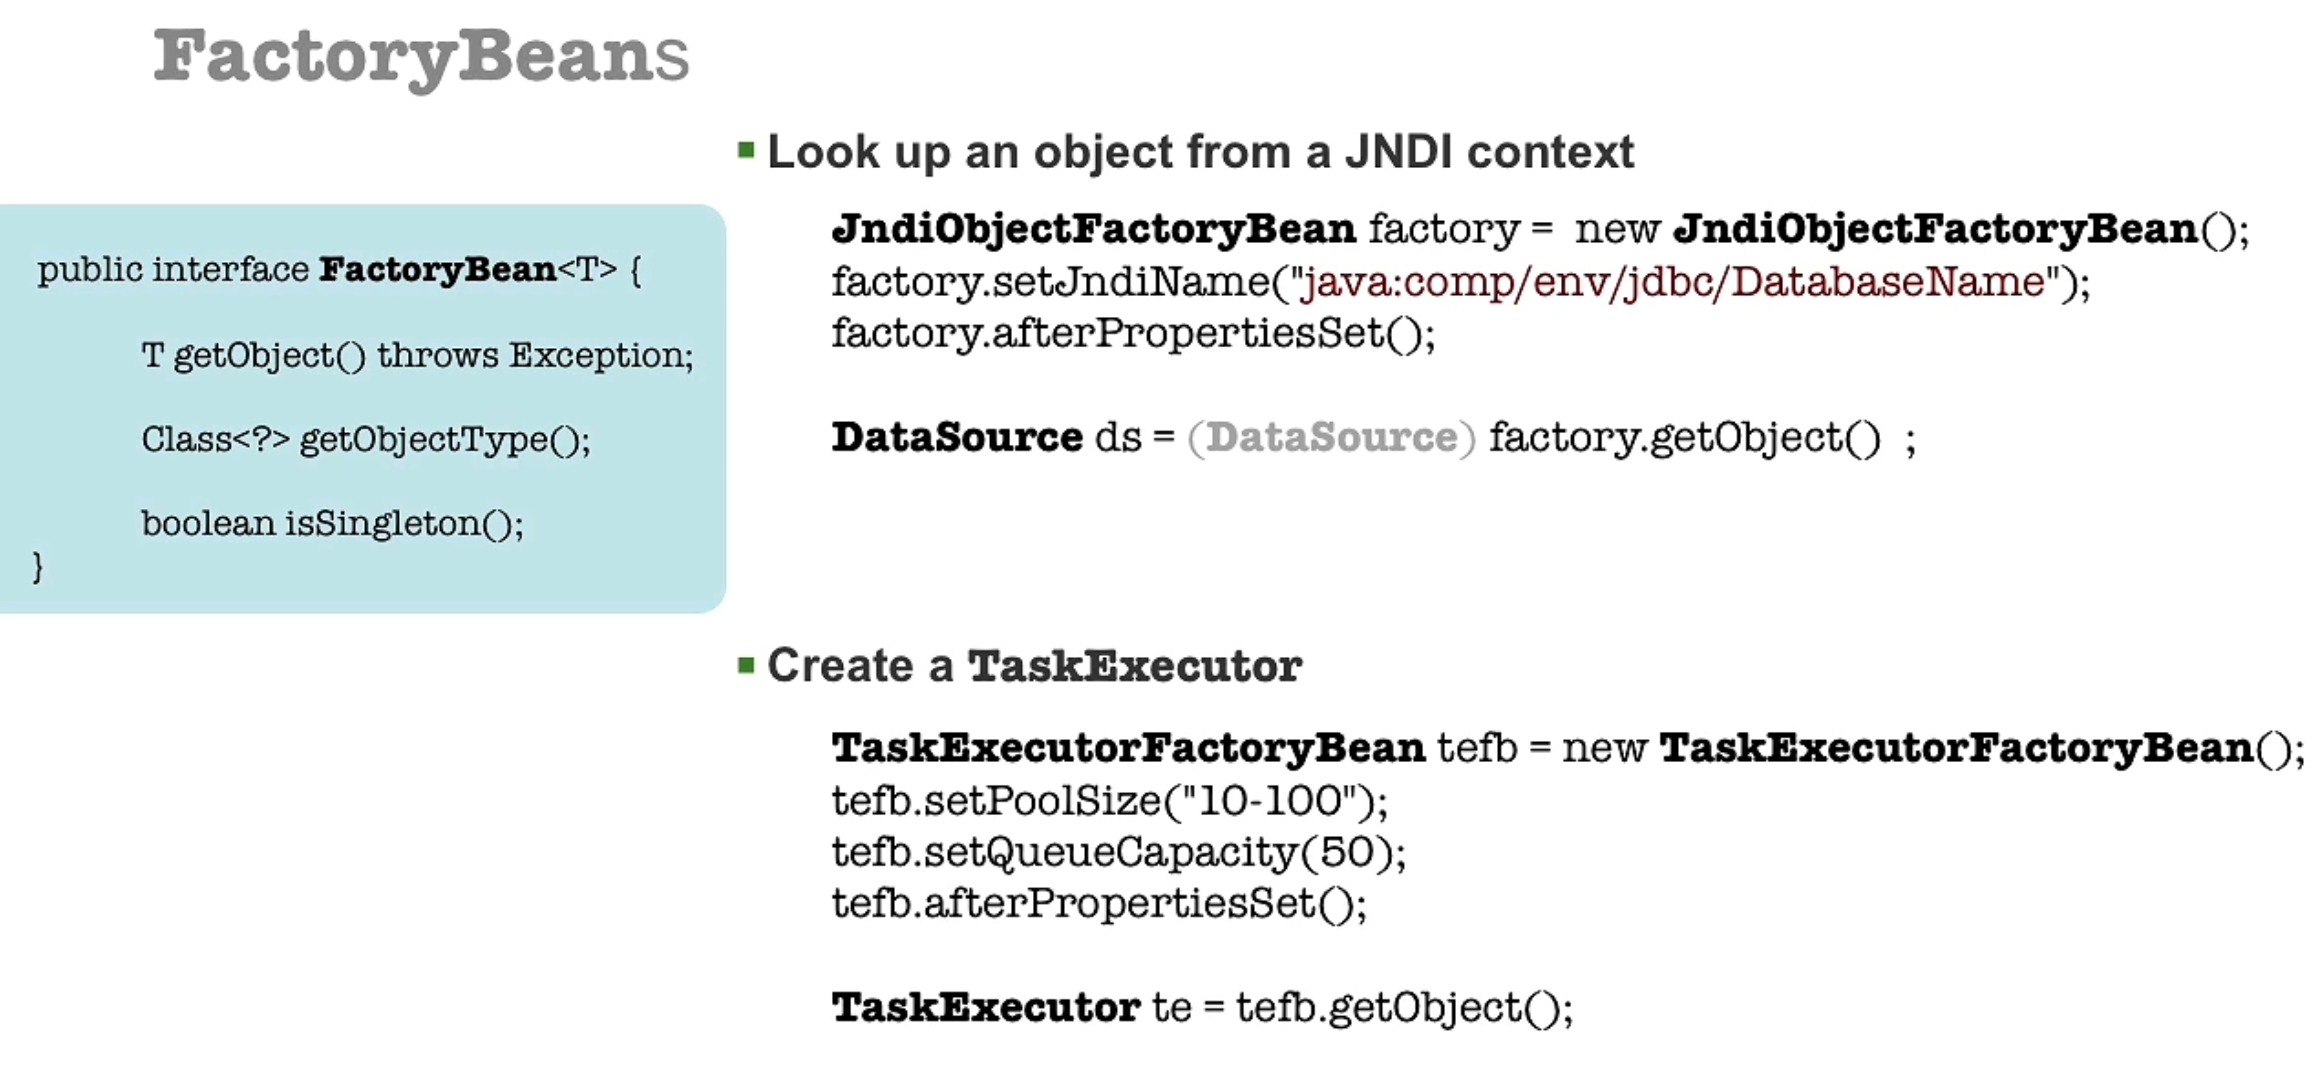 FactoryBeans
public interface FactoryBean<T> {
T getObject() throws Exception;
Class<?> getObjectType();
boolean isSingleton();
}
Look up an object from a JNDI context
JndiObjectFactoryBean factory = new JndiObjectFactoryBean();
factory.setJndiName("java:comp/env/jdbc/DatabaseName");
factory.afterPropertiesSet();
DataSource ds = (DataSource) factory.getObject() ;
Create a TaskExecutor
TaskExecutorFactoryBean tefb = new TaskExecutorFactoryBean();
tefb.setPoolSize("10-100");
tefb.setQueueCapacity(50);
tefb.afterPropertiesSet();
TaskExecutor te = tefb.getObject();